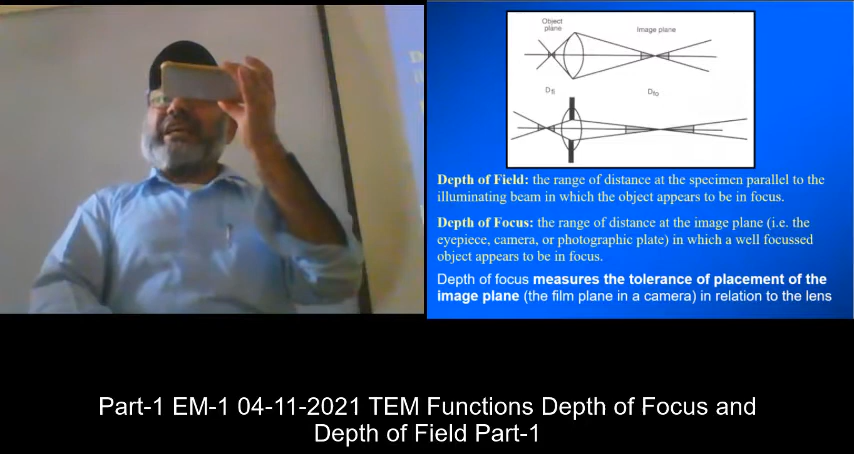 Object
plane
Image plane
Dfi
Dfo
Depth of Field: the range of distance at the specimen parallel to the
illuminating beam in which the object appears to be in focus.
Depth of Focus: the range of distance at the image plane (i.e. the
eyepiece, camera, or photographic plate) in which a well focussed
object appears to be in focus.
Depth of focus measures the tolerance of placement of the
image plane (the film plane in a camera) in relation to the lens
Part-1 EM-1 04-11-2021 TEM Functions Depth of Focus and
Depth of Field Part-1